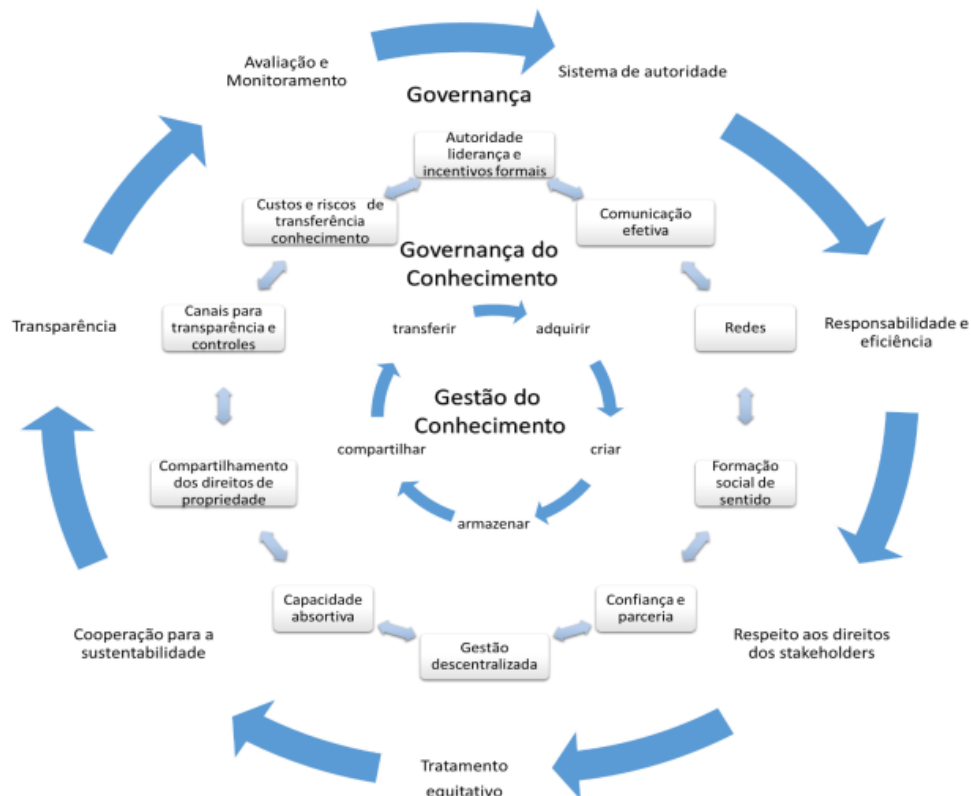 Avaliação e
Monitoramento
Sistema de autoridade
Governança
Autoridade
liderança e
incentivos formais
Custos e riscos de
transferência
conhecimento
Comunicação
efetiva
Governança do
Conhecimento
Transparência
Canais para
transparência e
controles
transferir
adquirir
Redes
Responsabilidade e
eficiência
Gestão do
Conhecimento
compartilhar
criar
Compartilhamento
dos direitos de
propriedade
Formação
social de
sentido
armazenar
Capacidade
absortiva
Confiança e
parceria
Cooperação para a
sustentabilidade
Gestão
descentralizada
Respeito aos direitos
dos stakeholders
Tratamento
equitativo